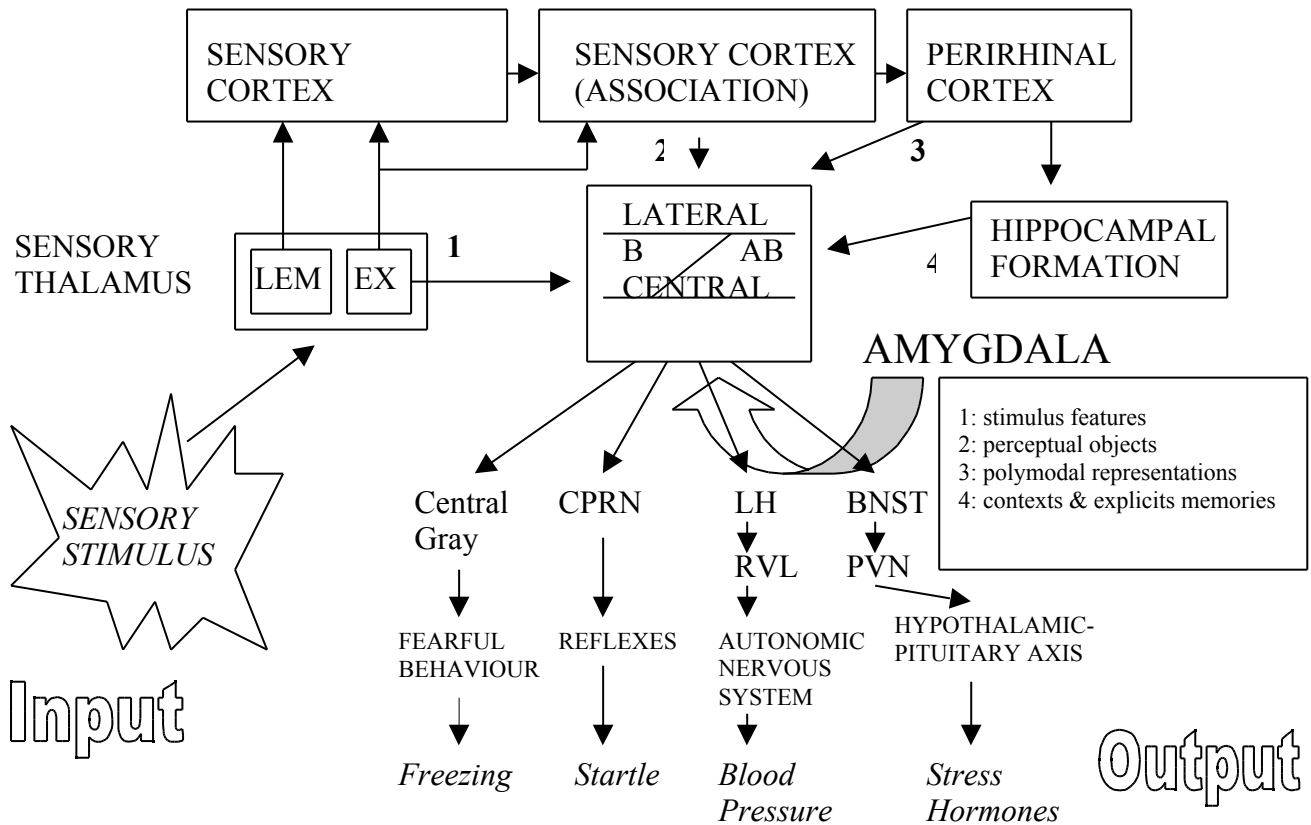 SENSORY
CORTEX
SENSORY CORTEX
(ASSOCIATION)
PERIRHINAL
CORTEX
2
3
SENSORY
THALAMUS
LEM
EX
1
LATERAL
B AB
CENTRAL
4
HIPPOCAMPAL
FORMATION
AMYGDALA
1: stimulus features
2: perceptual objects
3: polymodal representations
4: contexts & explicits memories
SENSORY
STIMULUS
Central
Gray
CPRN
LH
BNST
RVL
PVN
FEARFUL
BEHAVIOUR
REFLEXES
AUTONOMIC
NERVOUS
SYSTEM
HYPOTHALAMIC-
PITUITARY AXIS
Input
Freezing
Startle
Blood
Pressure
Stress
Hormones
Output